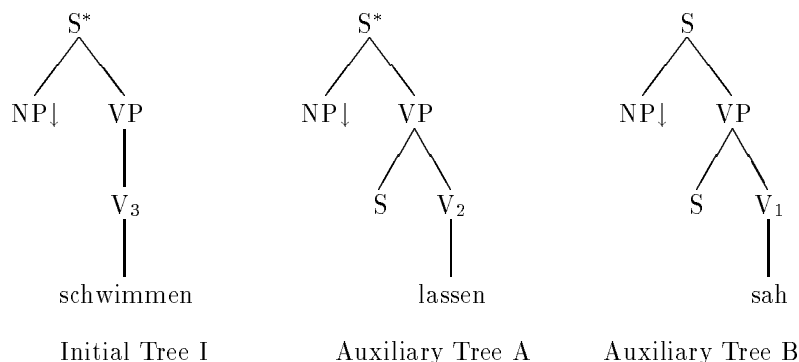 S* S* S
NP↓ VP NP↓ VP NP↓ VP
V₃ S V₂ S V₁
schwimmen lassen sah
Initial Tree I Auxiliary Tree A Auxiliary Tree B